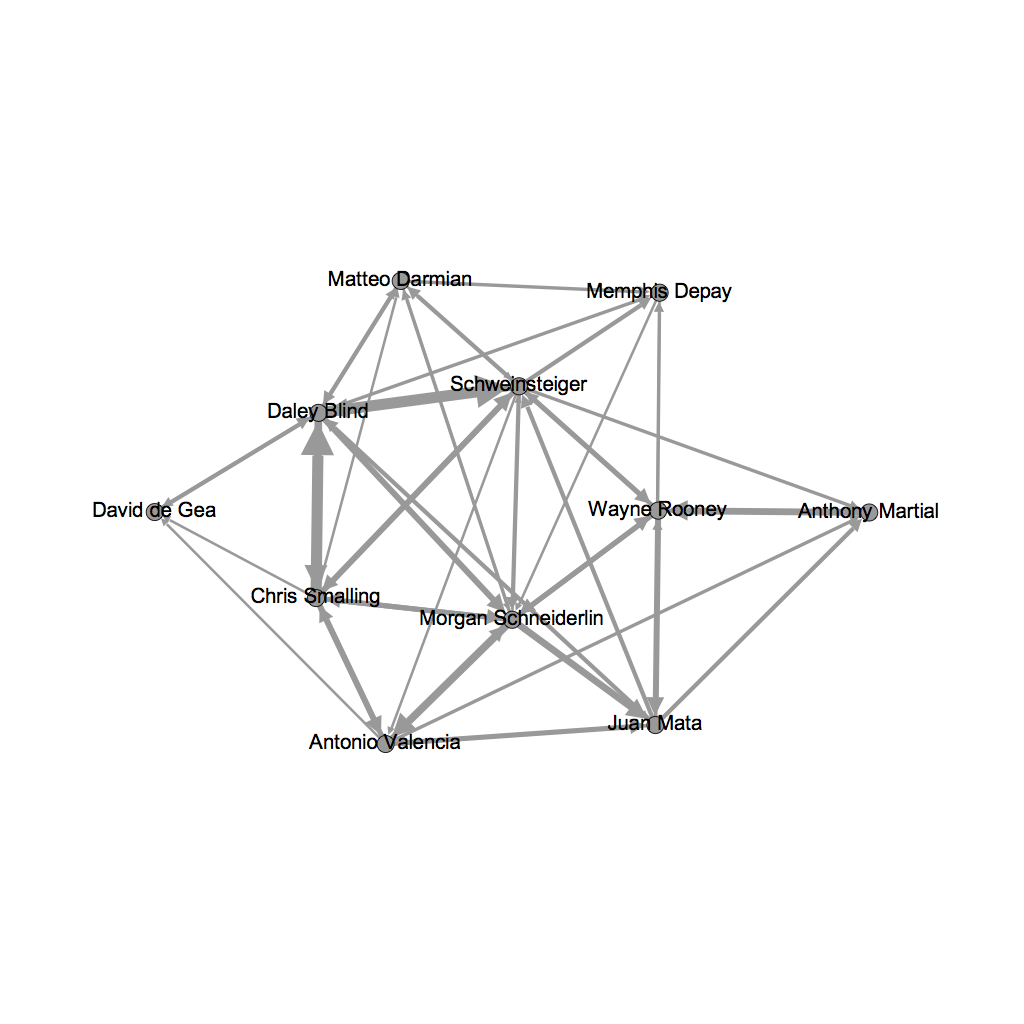 Matteo Darmian
Memphis Depay
Schweinsteiger
Daley Blind
David de Gea
Wayne Rooney
Anthony Martial
Chris Smalling
Morgan Schneiderlin
Juan Mata
Antonio Valencia